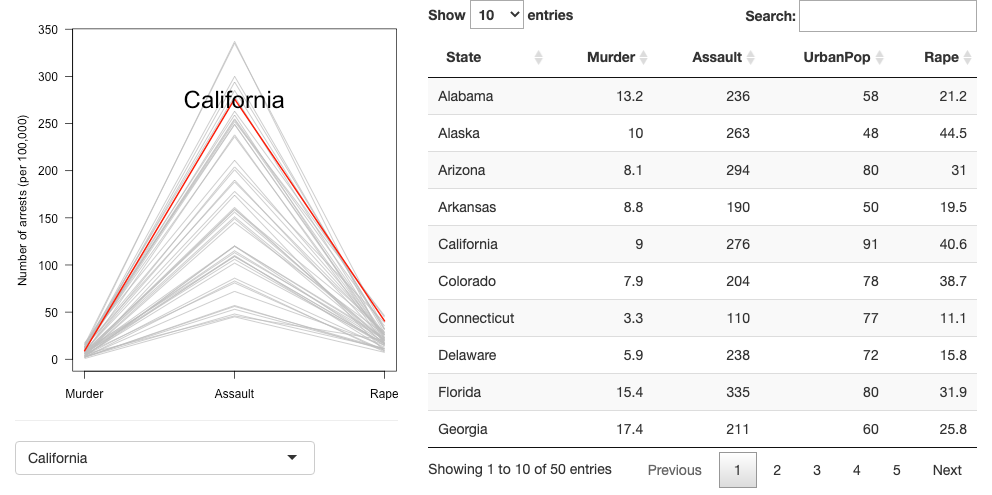 350
300
250
200
150
100
50
0
Number of arrests (per 100,000)
California
Murder Assault Rape
California
Show 10 entries
Search:
State Murder Assault UrbanPop Rape
Alabama 13.2 236 58 21.2
Alaska 10 263 48 44.5
Arizona 8.1 294 80 31
Arkansas 8.8 190 50 19.5
California 9 276 91 40.6
Colorado 7.9 204 78 38.7
Connecticut 3.3 110 77 11.1
Delaware 5.9 238 72 15.8
Florida 15.4 335 80 31.9
Georgia 17.4 211 60 25.8
Showing 1 to 10 of 50 entries
Previous 1 2 3 4 5 Next